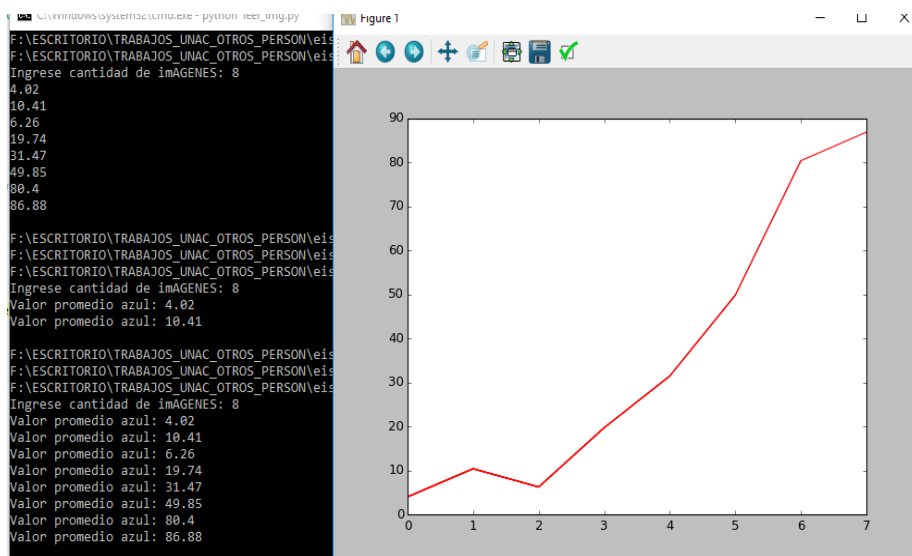 C:\Windows\system32\cmd.exe - python leer_img.py
F:\ESCRITORIO\TRABAJOS_UNAC_OTROS_PERSON\eis
F:\ESCRITORIO\TRABAJOS_UNAC_OTROS_PERSON\eis
Ingrese cantidad de imAGENES: 8
4.02
10.41
6.26
19.74
31.47
49.85
80.4
86.88
F:\ESCRITORIO\TRABAJOS_UNAC_OTROS_PERSON\eis
F:\ESCRITORIO\TRABAJOS_UNAC_OTROS_PERSON\eis
F:\ESCRITORIO\TRABAJOS_UNAC_OTROS_PERSON\eis
Ingrese cantidad de imAGENES: 8
Valor promedio azul: 4.02
Valor promedio azul: 10.41
F:\ESCRITORIO\TRABAJOS_UNAC_OTROS_PERSON\eis
F:\ESCRITORIO\TRABAJOS_UNAC_OTROS_PERSON\eis
F:\ESCRITORIO\TRABAJOS_UNAC_OTROS_PERSON\eis
Ingrese cantidad de imAGENES: 8
Valor promedio azul: 4.02
Valor promedio azul: 10.41
Valor promedio azul: 6.26
Valor promedio azul: 19.74
Valor promedio azul: 31.47
Valor promedio azul: 49.85
Valor promedio azul: 80.4
Valor promedio azul: 86.88
Figure 1
90
80
70
60
50
40
30
20
10
0
0 1 2 3 4 5 6 7